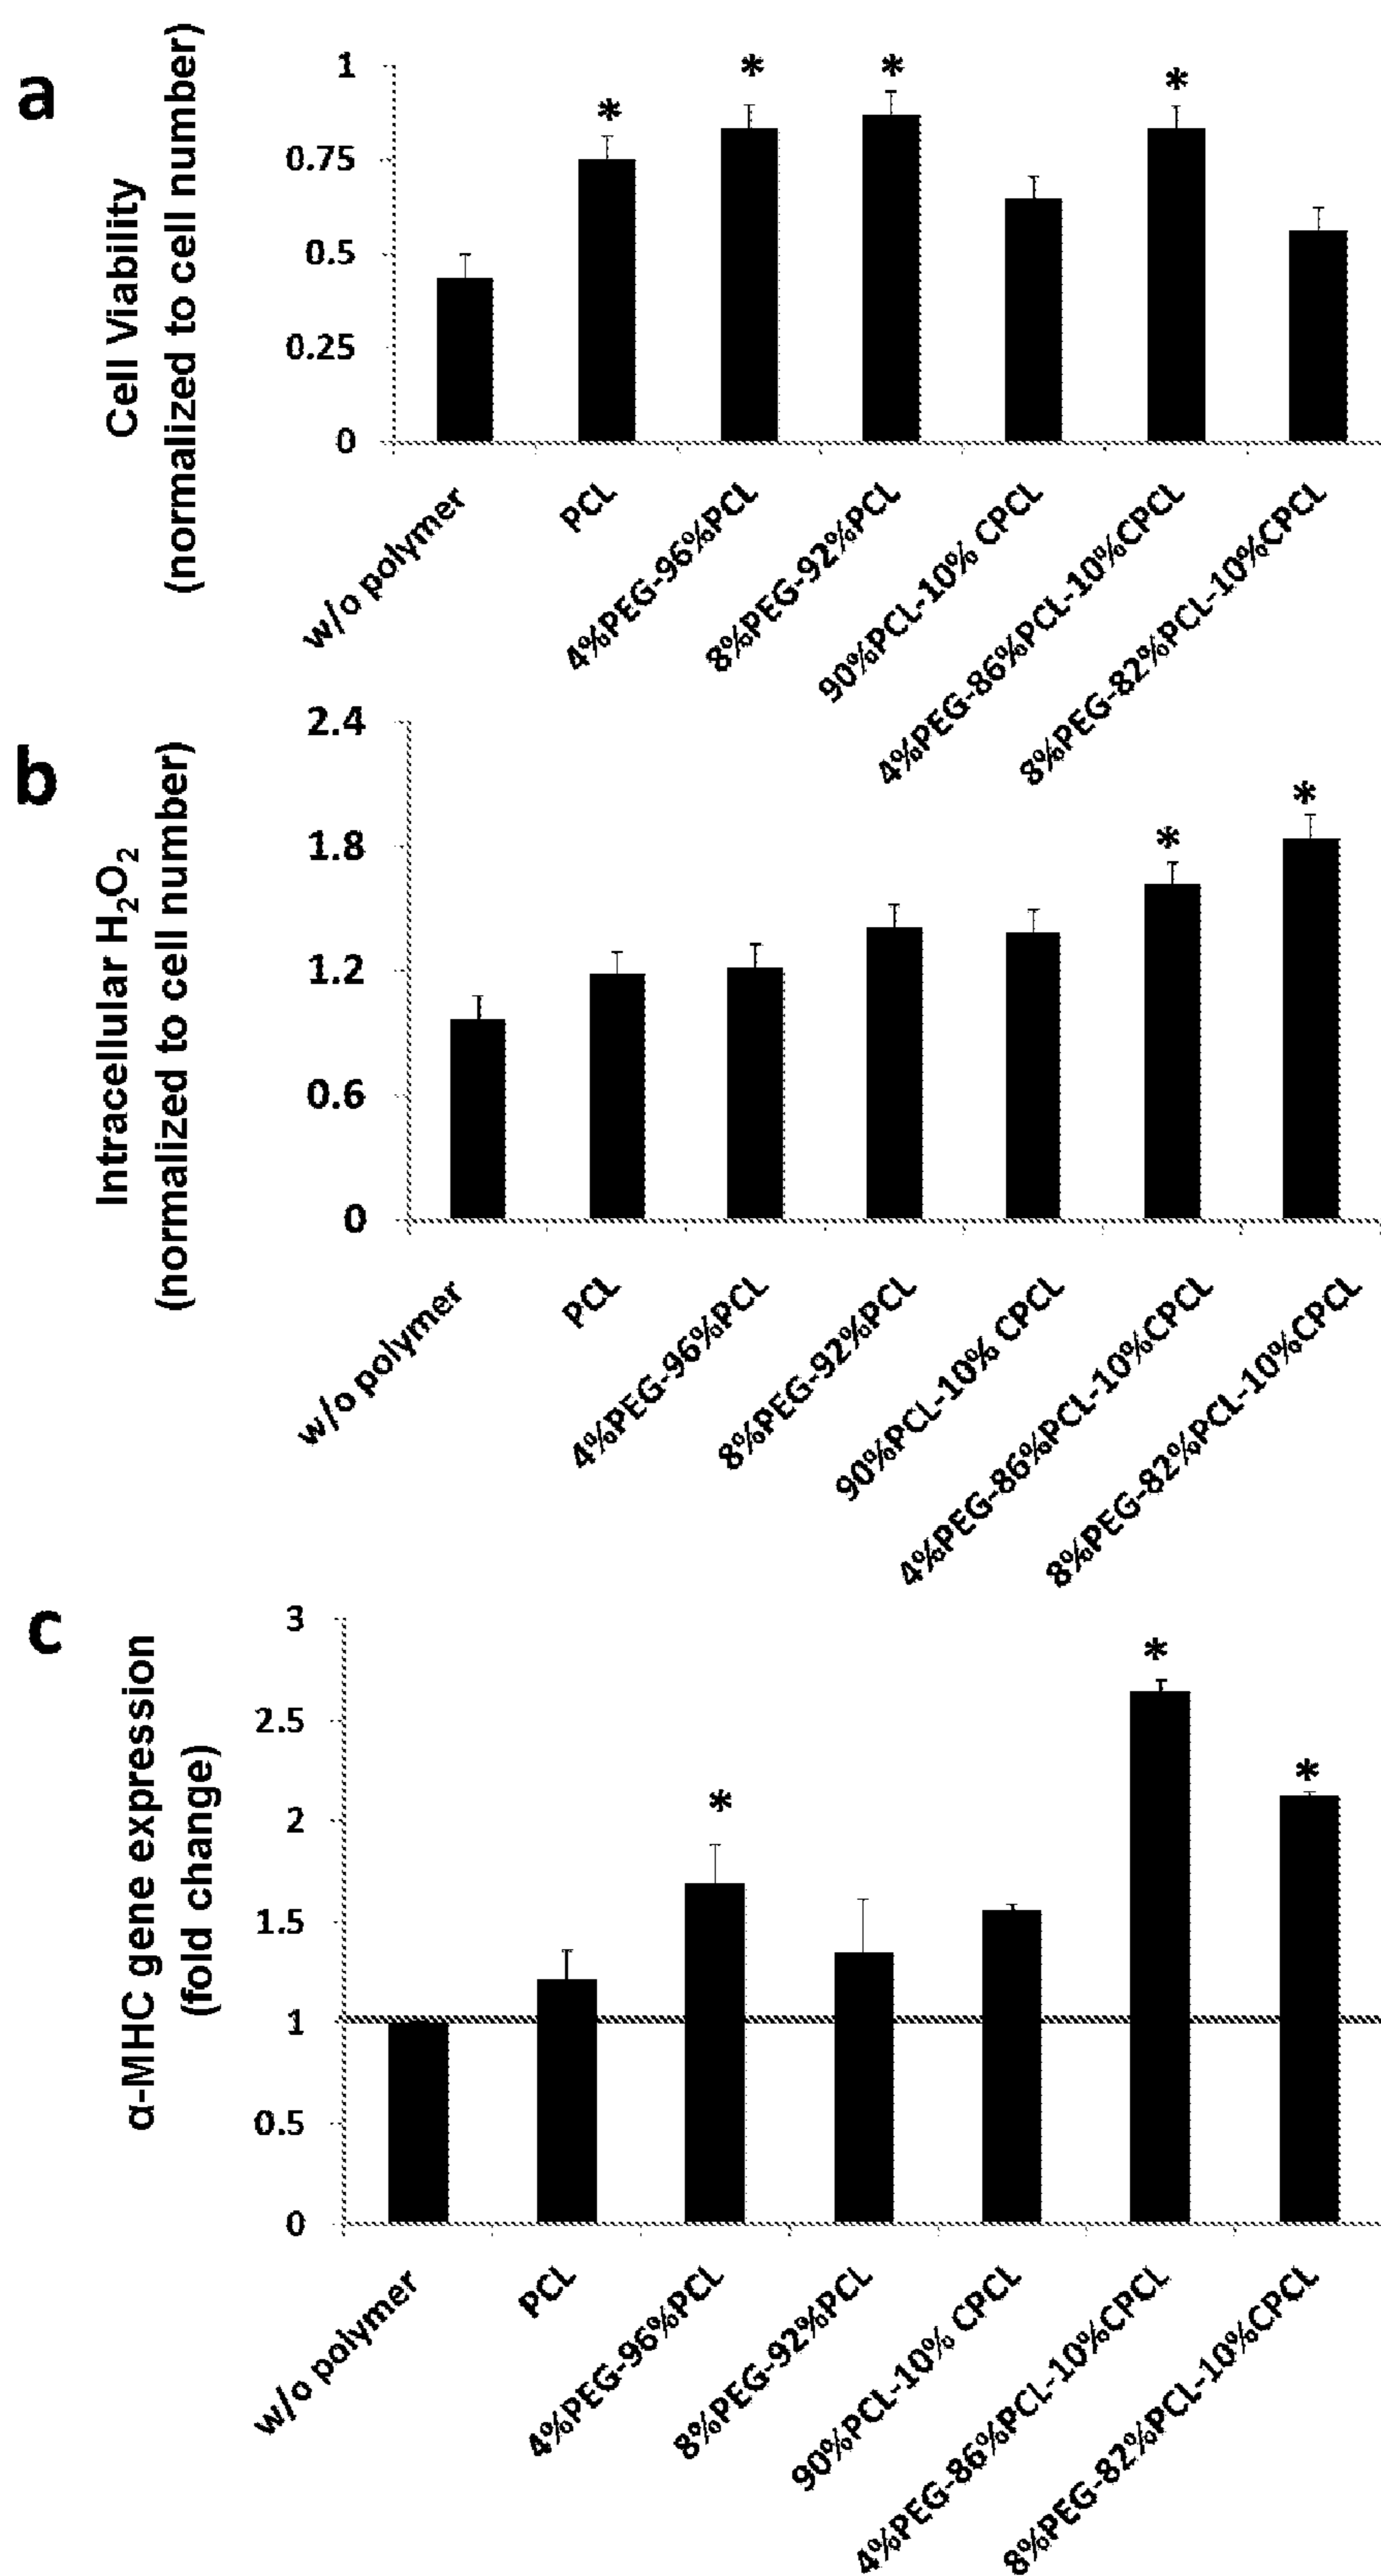 a
Cell Viability
(normalized to cell number)
1
0.75
0.5
0.25
0
*
*
*
*
w/o polymer
PCL
4%PEG-96%PCL
8%PEG-92%PCL
90%PCL-10% CPCL
4%PEG-86%PCL-10%CPCL
8%PEG-82%PCL-10%CPCL
b
Intracellular H₂O₂
(normalized to cell number)
2.4
1.8
1.2
0.6
0
*
*
w/o polymer
PCL
4%PEG-96%PCL
8%PEG-92%PCL
90%PCL-10% CPCL
4%PEG-86%PCL-10%CPCL
8%PEG-82%PCL-10%CPCL
c
α-MHC gene expression
(fold change)
3
2.5
2
1.5
1
0.5
0
*
*
*
w/o polymer
PCL
4%PEG-96%PCL
8%PEG-92%PCL
90%PCL-10% CPCL
4%PEG-86%PCL-10%CPCL
8%PEG-82%PCL-10%CPCL